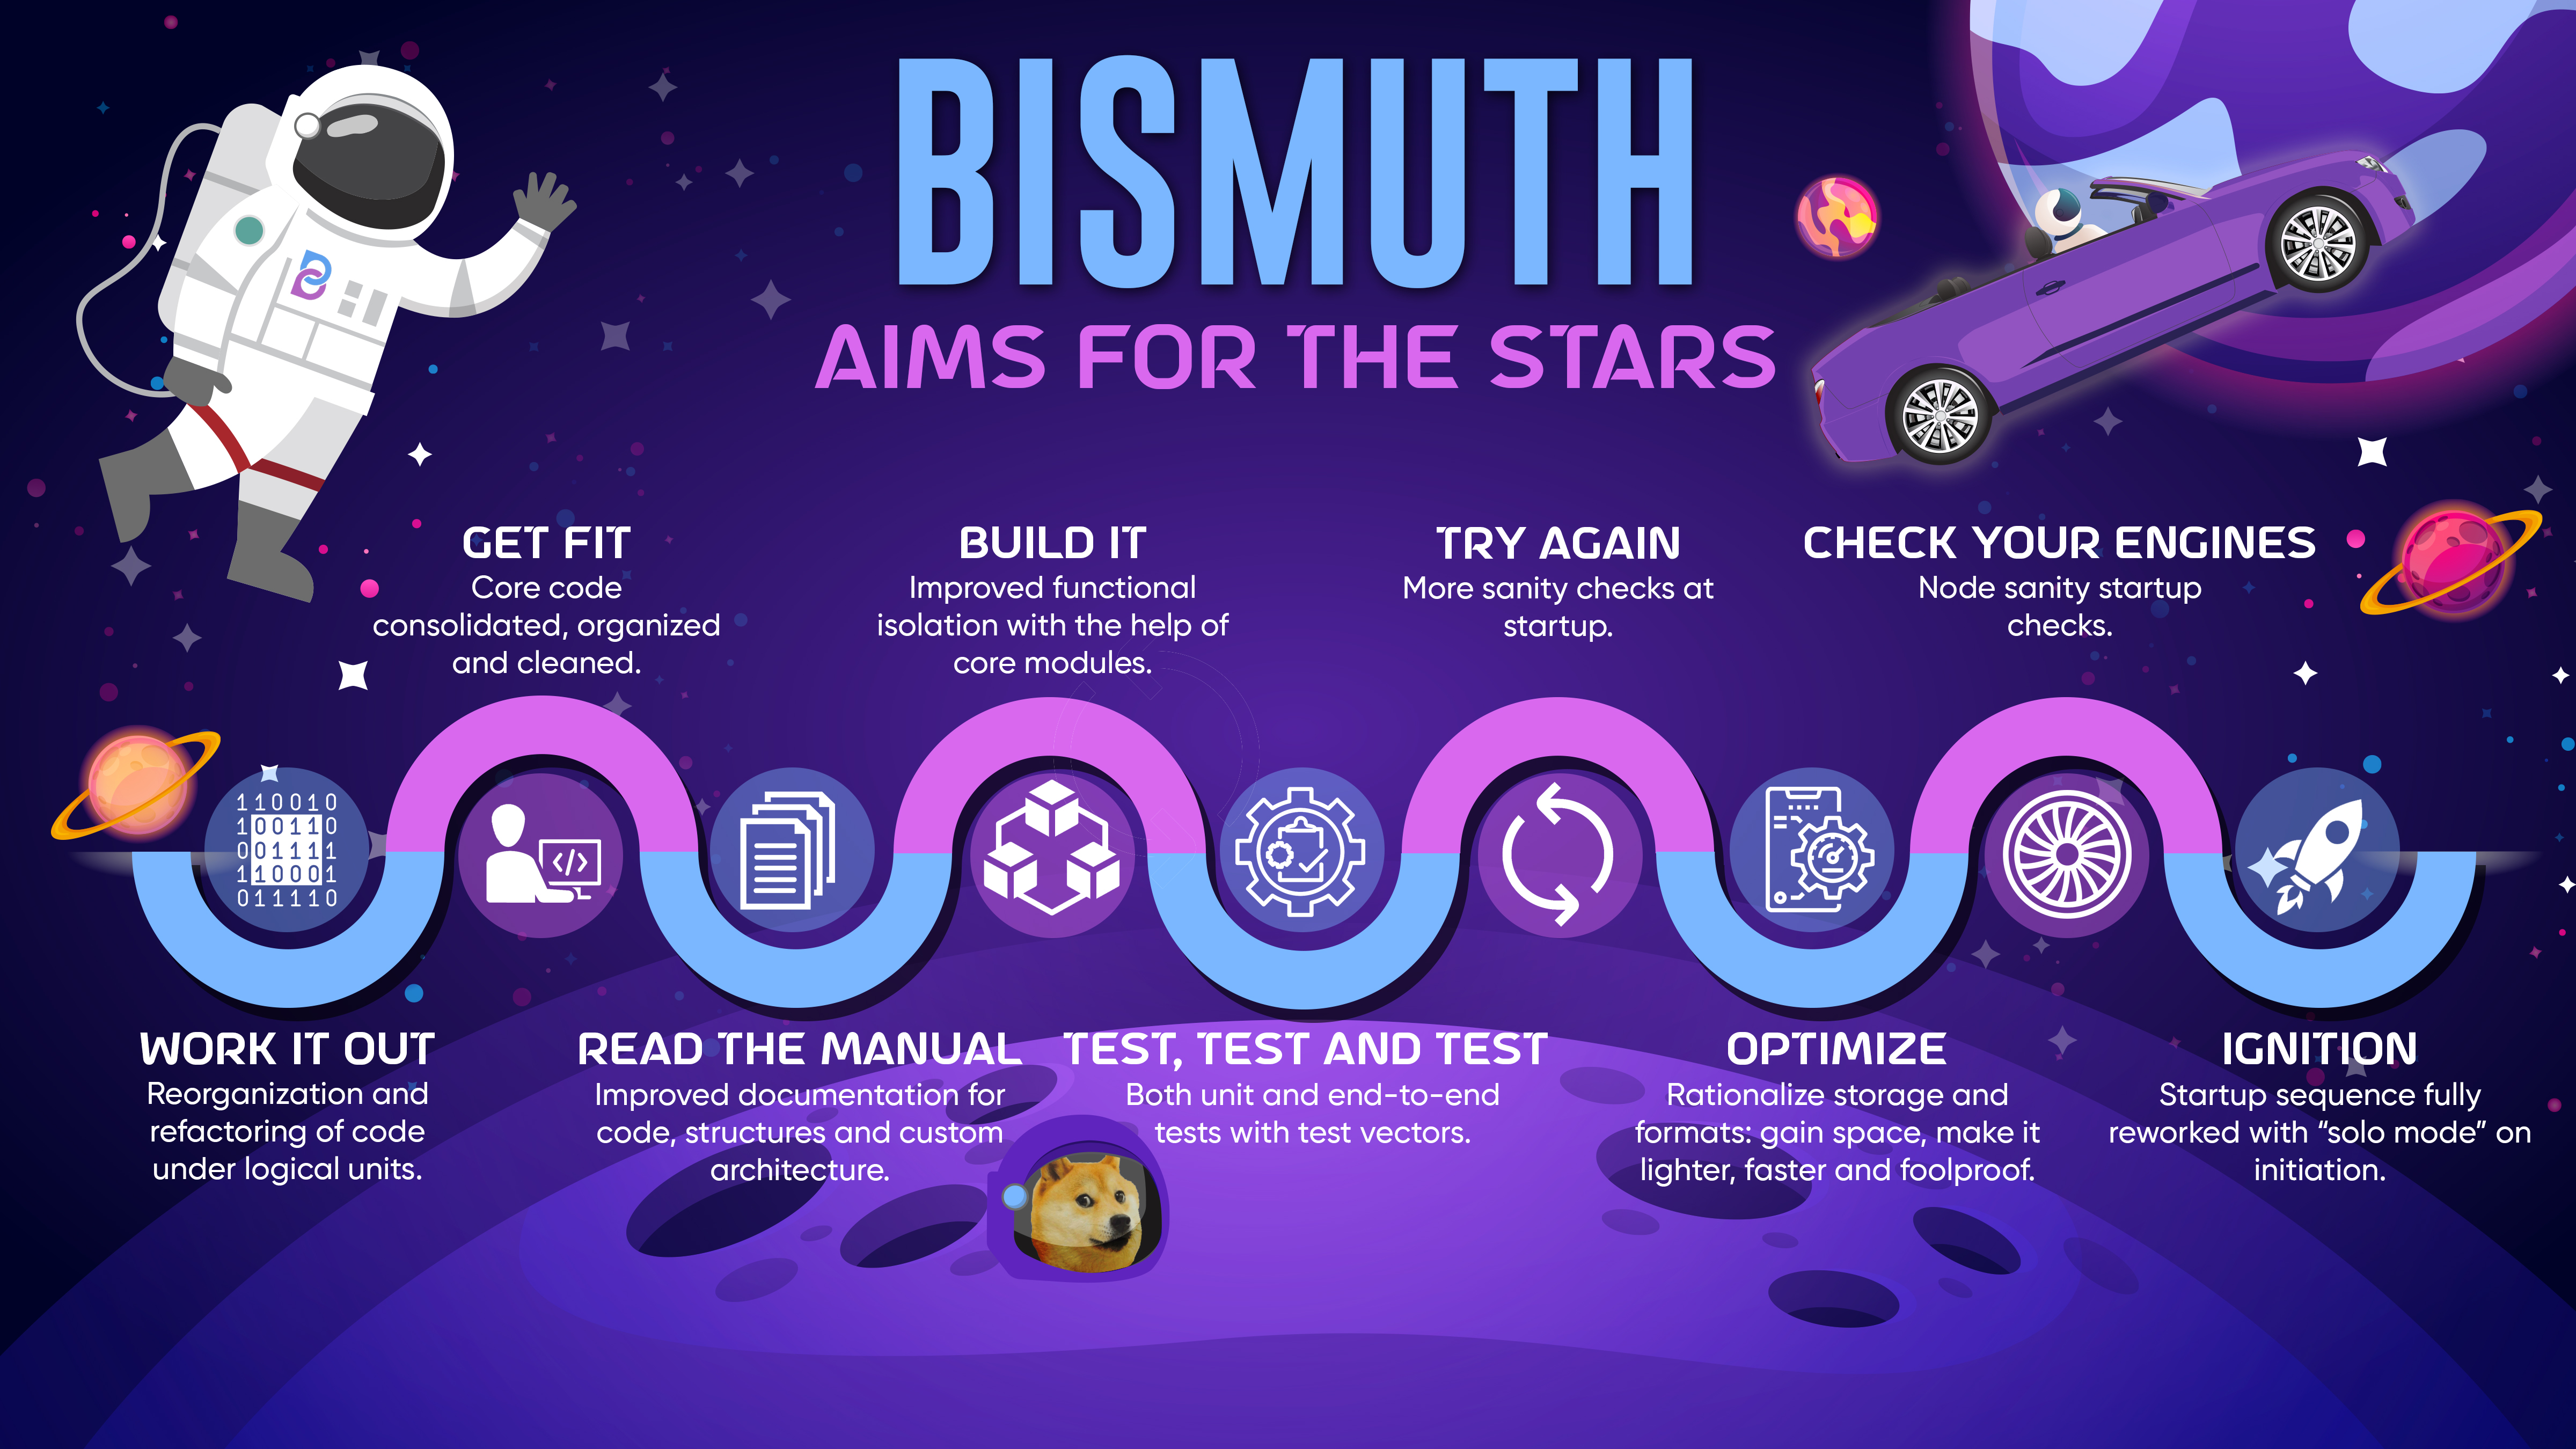 BISMUTH
AIMS FOR THE STARS
GET FIT
Core code
consolidated, organized
and cleaned.
BUILD IT
Improved functional
isolation with the help of
core modules.
TRY AGAIN
More sanity checks at
startup.
CHECK YOUR ENGINES
Node sanity startup
checks.
110010
100110
001111
110001
011110
</>
WORK IT OUT
Reorganization and
refactoring of code
under logical units.
READ THE MANUAL
Improved documentation for
code, structures and custom
architecture.
TEST, TEST AND TEST
Both unit and end-to-end
tests with test vectors.
OPTIMIZE
Rationalize storage and
formats: gain space, make it
lighter, faster and foolproof.
IGNITION
Startup sequence fully
reworked with “solo mode” on
initiation.